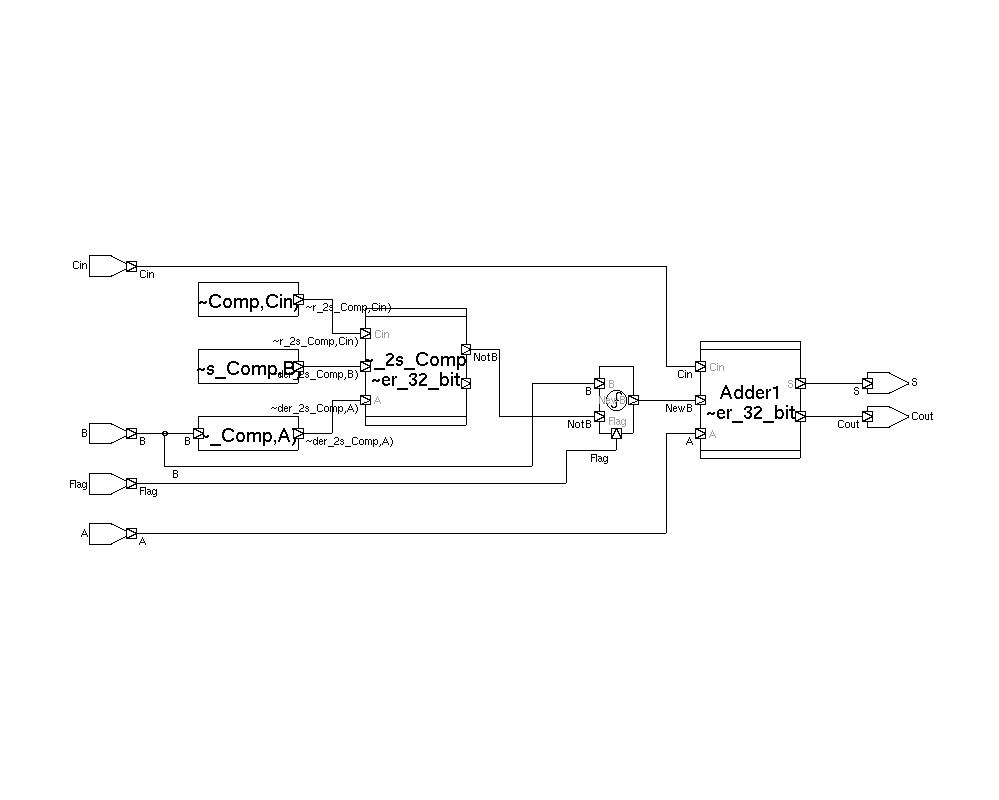 Cin
Cin
~Comp,Cin)
~r_2s_Comp,Cin)
~r_2s_Comp,Cin)
Cin
~s_Comp,B)
~der_2s_Comp,B)
~_2s_Comp
~er_32_bit
NotB
~der_2s_Comp,A)
A
B
B
B
~_Comp,A)
~der_2s_Comp,A)
B
Flag
Flag
A
A
B
B
NewB
NotB
Flag
Flag
NewB
Cin
Cin
Adder1
~er_32_bit
A
A
S
S
S
Cout
Cout